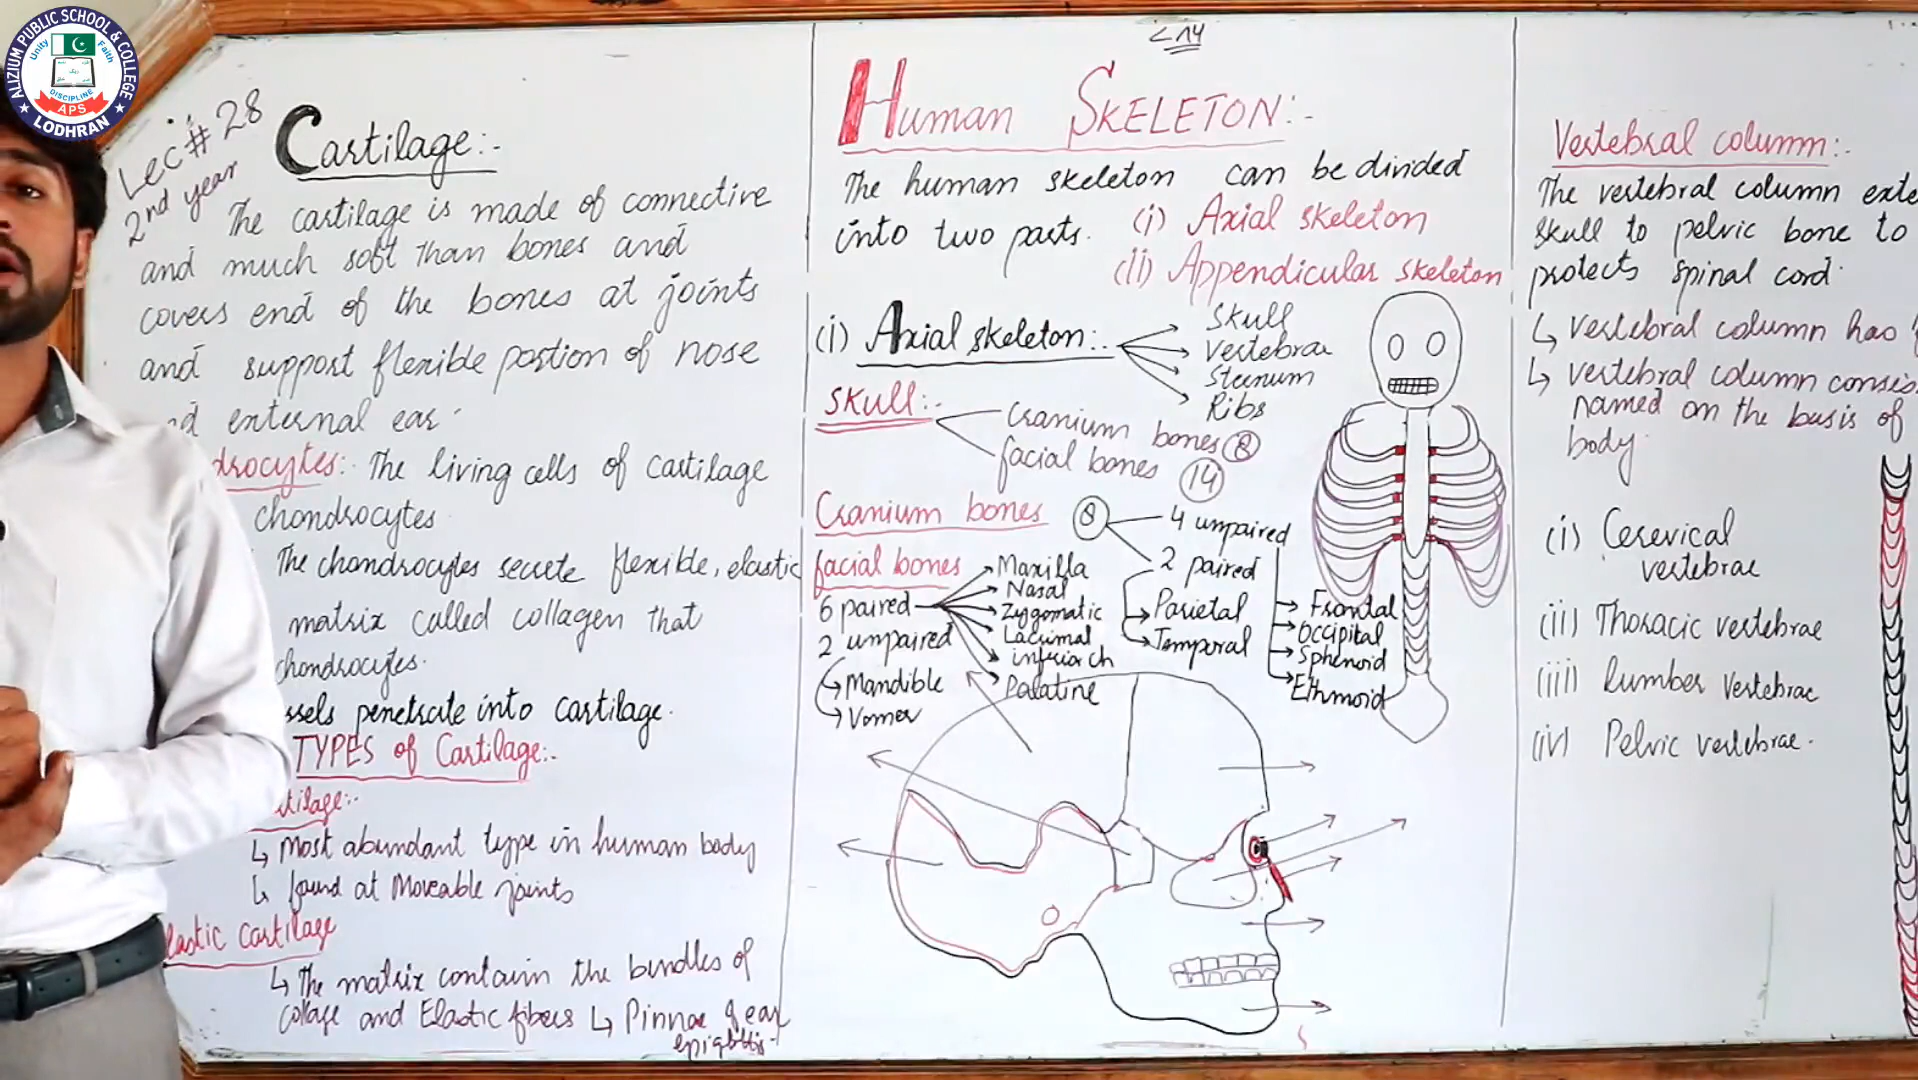 ALIZIUM PUBLIC SCHOOL & COLLEGE
Unity
Faith
DISCIPLINE
APS
LODHRAN
Lec # 28
2nd year
Cartilage:-
The cartilage is made of connective
and much soft than bones and
covers end of the bones at joints
and support flexible portion of nose
nd external ear.
drocytes:- The living cells of cartilage
chondrocytes
The chondrocytes secrete flexible, elastic
matrix called collagen that
chondrocytes.
ssels penetrate into cartilage.
TYPES of Cartilage:-
tilage:-
↳ Most abundant type in human body
↳ found at Moveable joints
lastic cartilage
↳ The matrix contain the bundles of
collage and Elastic fibers ↳ Pinnae of ear
HUMAN SKELETON:-
The human skeleton can be divided
into two parts. (i) Axial skeleton
(ii) Appendicular skeleton
(i) Axial skeleton:-
Skull
Vertebrae
Sternum
Ribs
Skull:-
Cranium bones 8
facial bones 14
Cranium bones 8
4 unpaired
2 paired
Parietal
Temporal
Frontal
Occipital
Sphenoid
Ethmoid
facial bones
6 paired
Maxilla
Nasal
Zygomatic
Lacrimal
Palatine
2 unpaired
Mandible
Vomer
Vertebral column:-
The vertebral column exte
skull to pelvic bone to
protects spinal cord.
↳ vertebral column has
↳ vertebral column consis
named on the basis of
body.
(i) Cerevical
vertebrae
(ii) Thoracic vertebrae
(iii) Lumber vertebrae
(iv) Pelvic vertebrae.